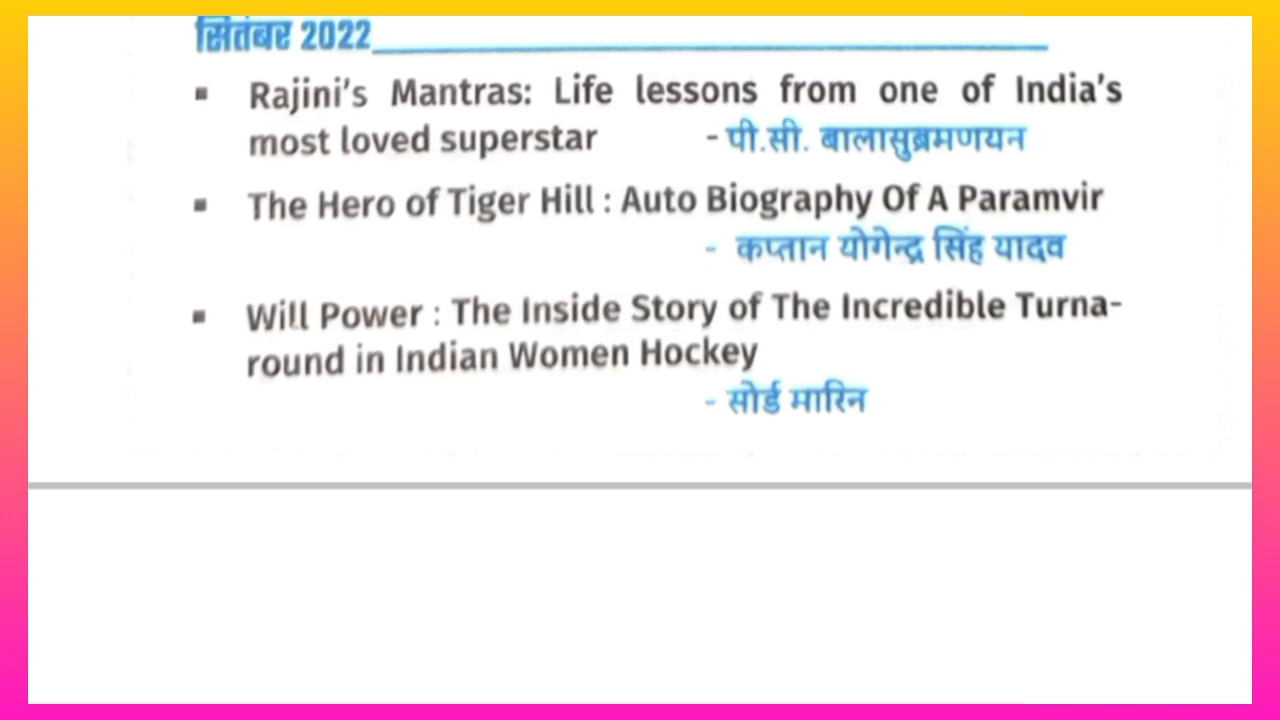 सितंबर 2022
▪ Rajini's Mantras: Life lessons from one of India's
most loved superstar - पी.सी. बालासुब्रमणयन
▪ The Hero of Tiger Hill : Auto Biography Of A Paramvir
- कप्तान योगेन्द्र सिंह यादव
▪ Will Power : The Inside Story of The Incredible Turna-
round in Indian Women Hockey
- सोर्ड मारिन